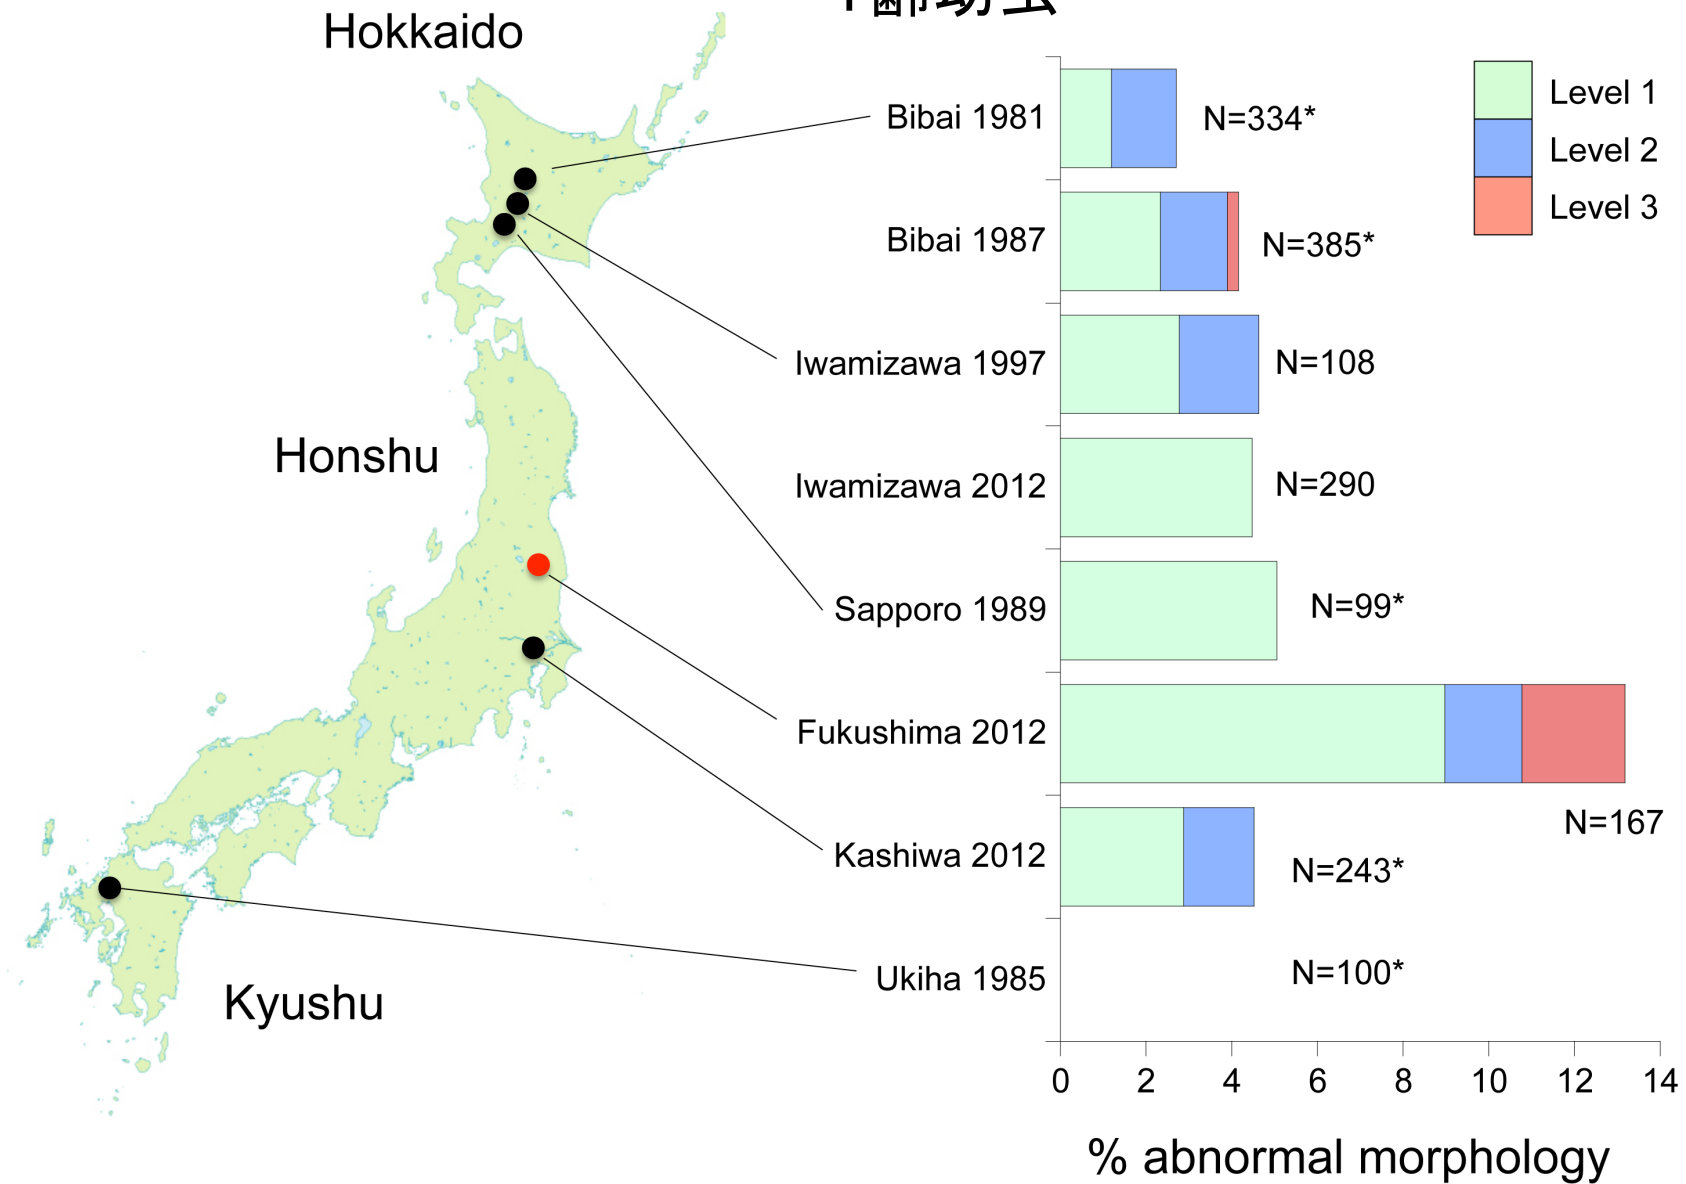 Hokkaido
Honshu
Kyushu
Bibai 1981
N=334*
Bibai 1987
N=385*
Iwamizawa 1997
N=108
Iwamizawa 2012
N=290
Sapporo 1989
N=99*
Fukushima 2012
N=167
Kashiwa 2012
N=243*
Ukiha 1985
N=100*
Level 1
Level 2
Level 3
0 2 4 6 8 10 12 14
% abnormal morphology